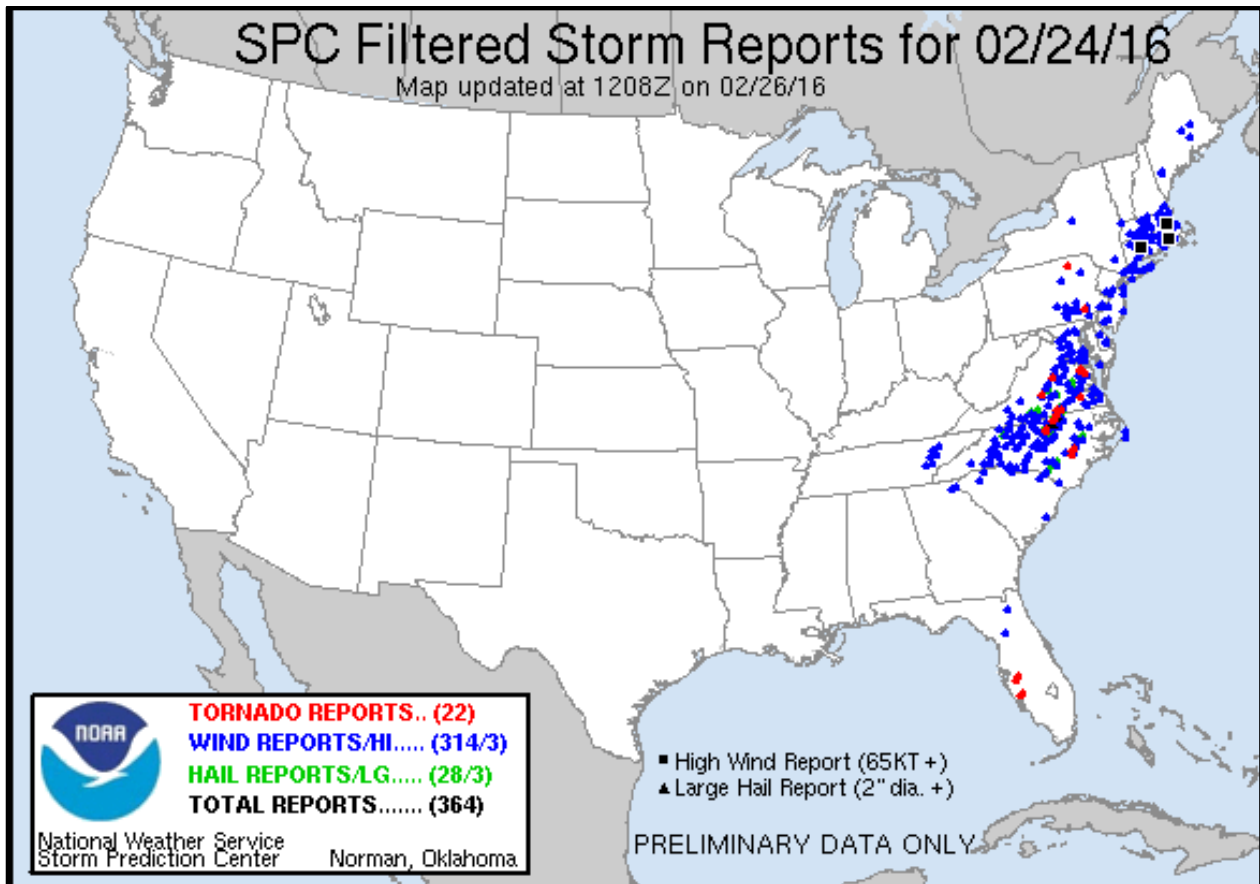 SPC Filtered Storm Reports for 02/24/16
Map updated at 1208Z on 02/26/16
NOAA
TORNADO REPORTS.. (22)
WIND REPORTS/HI..... (314/3)
HAIL REPORTS/LG..... (28/3)
TOTAL REPORTS....... (364)
National Weather Service
Storm Prediction Center Norman, Oklahoma
High Wind Report (65KT +)
Large Hail Report (2" dia. +)
PRELIMINARY DATA ONLY